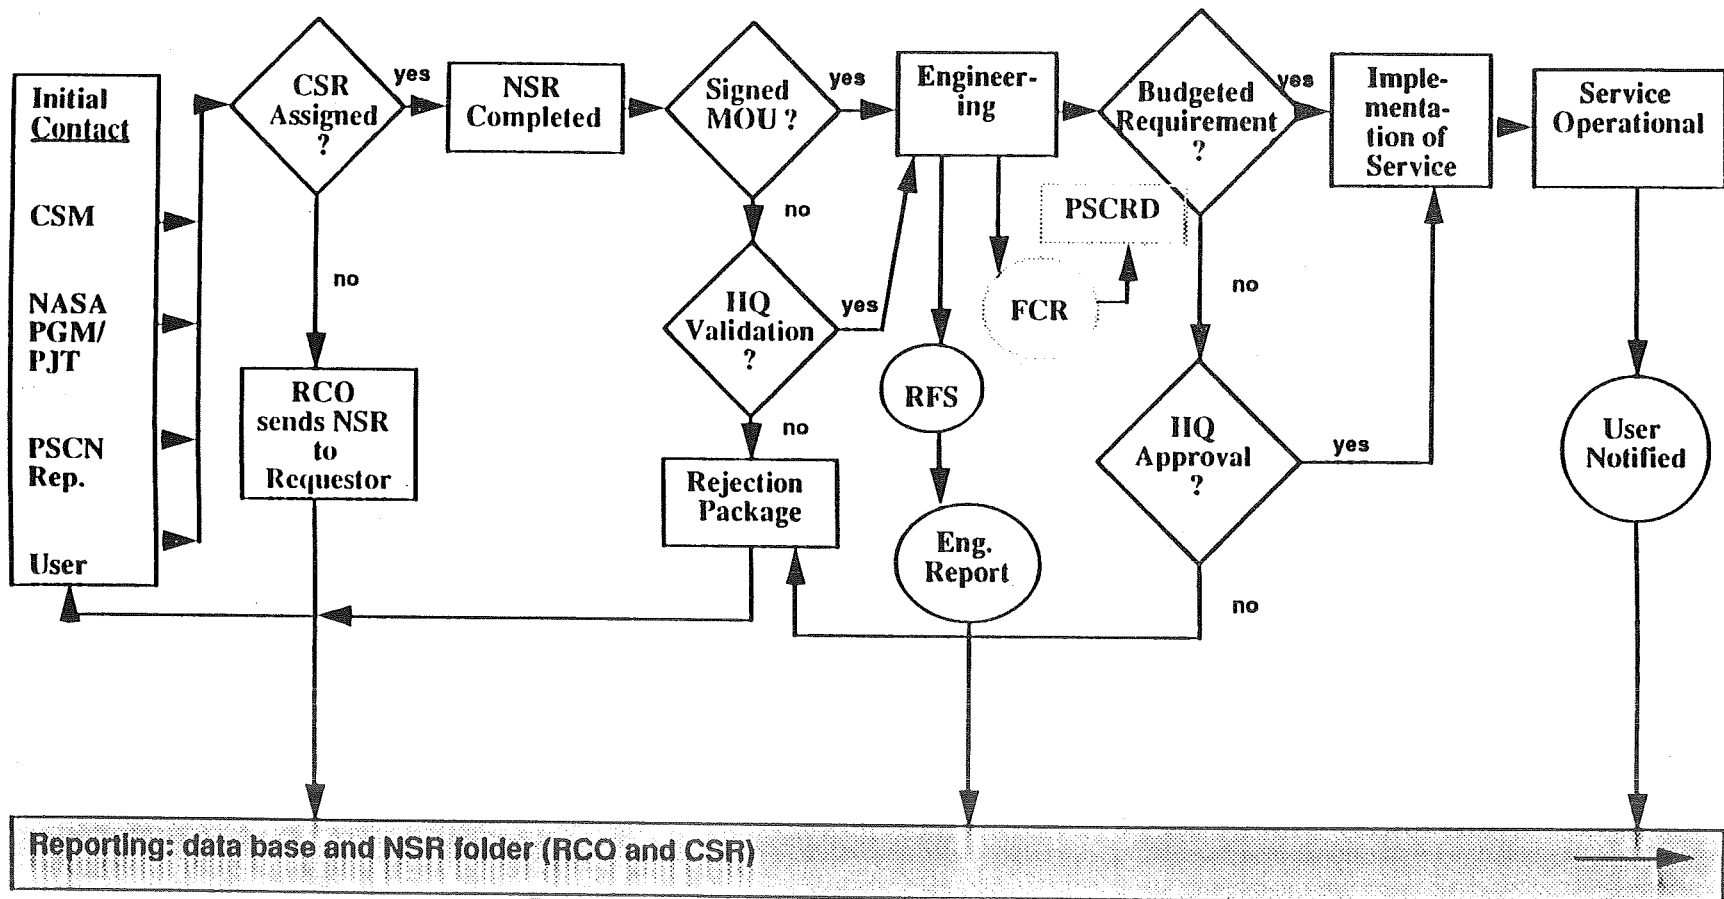 Initial
Contact
CSM
NASA
PGM/
PJT
PSCN
Rep.
User
CSR
Assigned
?
yes
no
RCO
sends NSR
to
Requestor
NSR
Completed
Signed
MOU ?
yes
no
HQ
Validation
?
yes
no
Rejection
Package
Engineer-
ing
RFS
Eng.
Report
FCR
PSCRD
Budgeted
Requirement
?
yes
no
HQ
Approval
?
yes
no
Imple-
menta-
tion of
Service
Service
Operational
User
Notified
Reporting: data base and NSR folder (RCO and CSR)